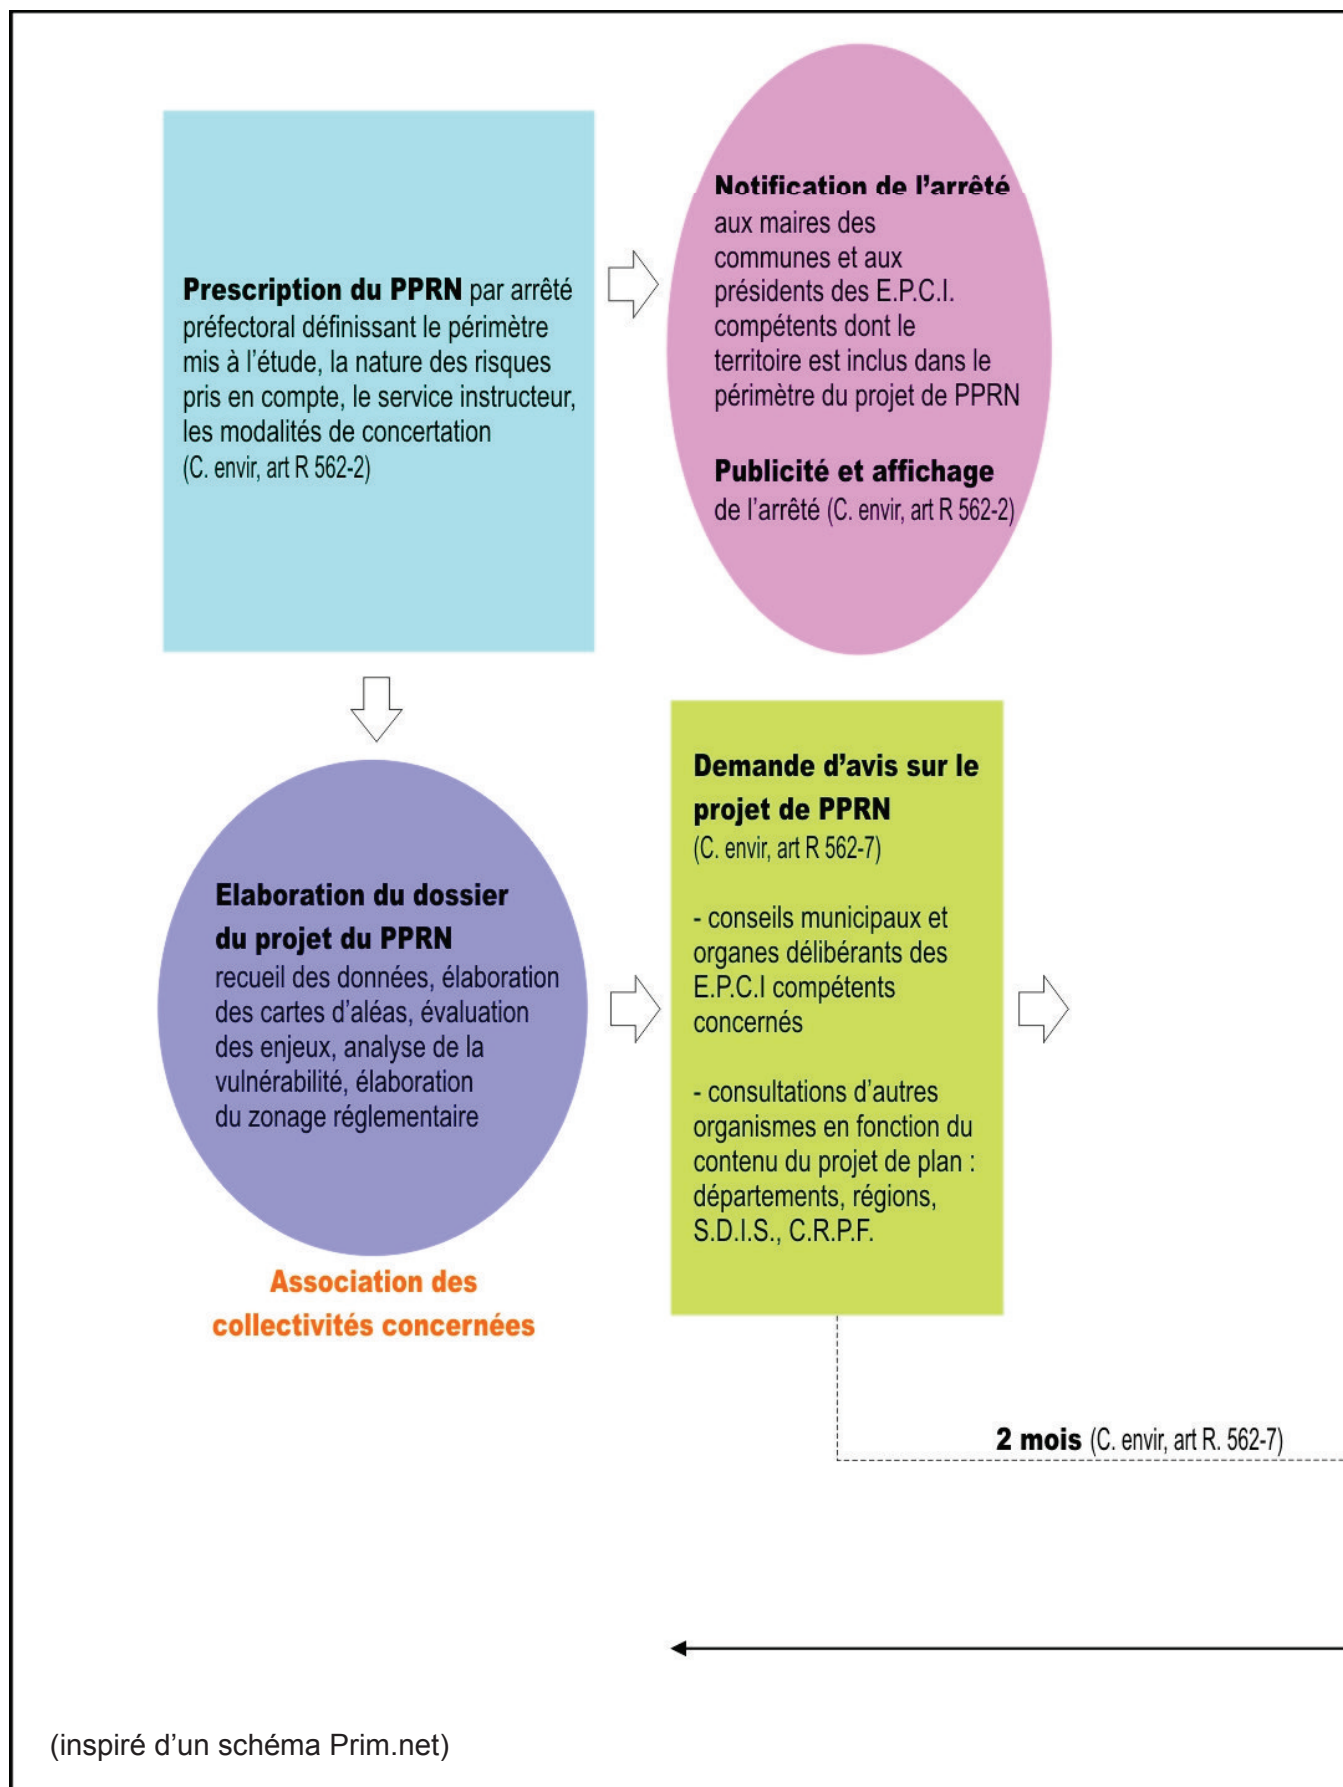 Prescription du PPRN par arrêté
préfectoral définissant le périmètre
mis à l'étude, la nature des risques
pris en compte, le service instructeur,
les modalités de concertation
(C. envir, art R 562-2)
Notification de l'arrêté
aux maires des
communes et aux
présidents des E.P.C.I.
compétents dont le
territoire est inclus dans le
périmètre du projet de PPRN
Publicité et affichage
de l'arrêté (C. envir, art R 562-2)
Elaboration du dossier
du projet du PPRN
recueil des données, élaboration
des cartes d'aléas, évaluation
des enjeux, analyse de la
vulnérabilité, élaboration
du zonage réglementaire
Association des
collectivités concernées
Demande d'avis sur le
projet de PPRN
(C. envir, art R 562-7)
- conseils municipaux et
organes délibérants des
E.P.C.I compétents
concernés
- consultations d'autres
organismes en fonction du
contenu du projet de plan :
départements, régions,
S.D.I.S., C.R.P.F.
2 mois (C. envir, art R. 562-7)
(inspiré d'un schéma Prim.net)